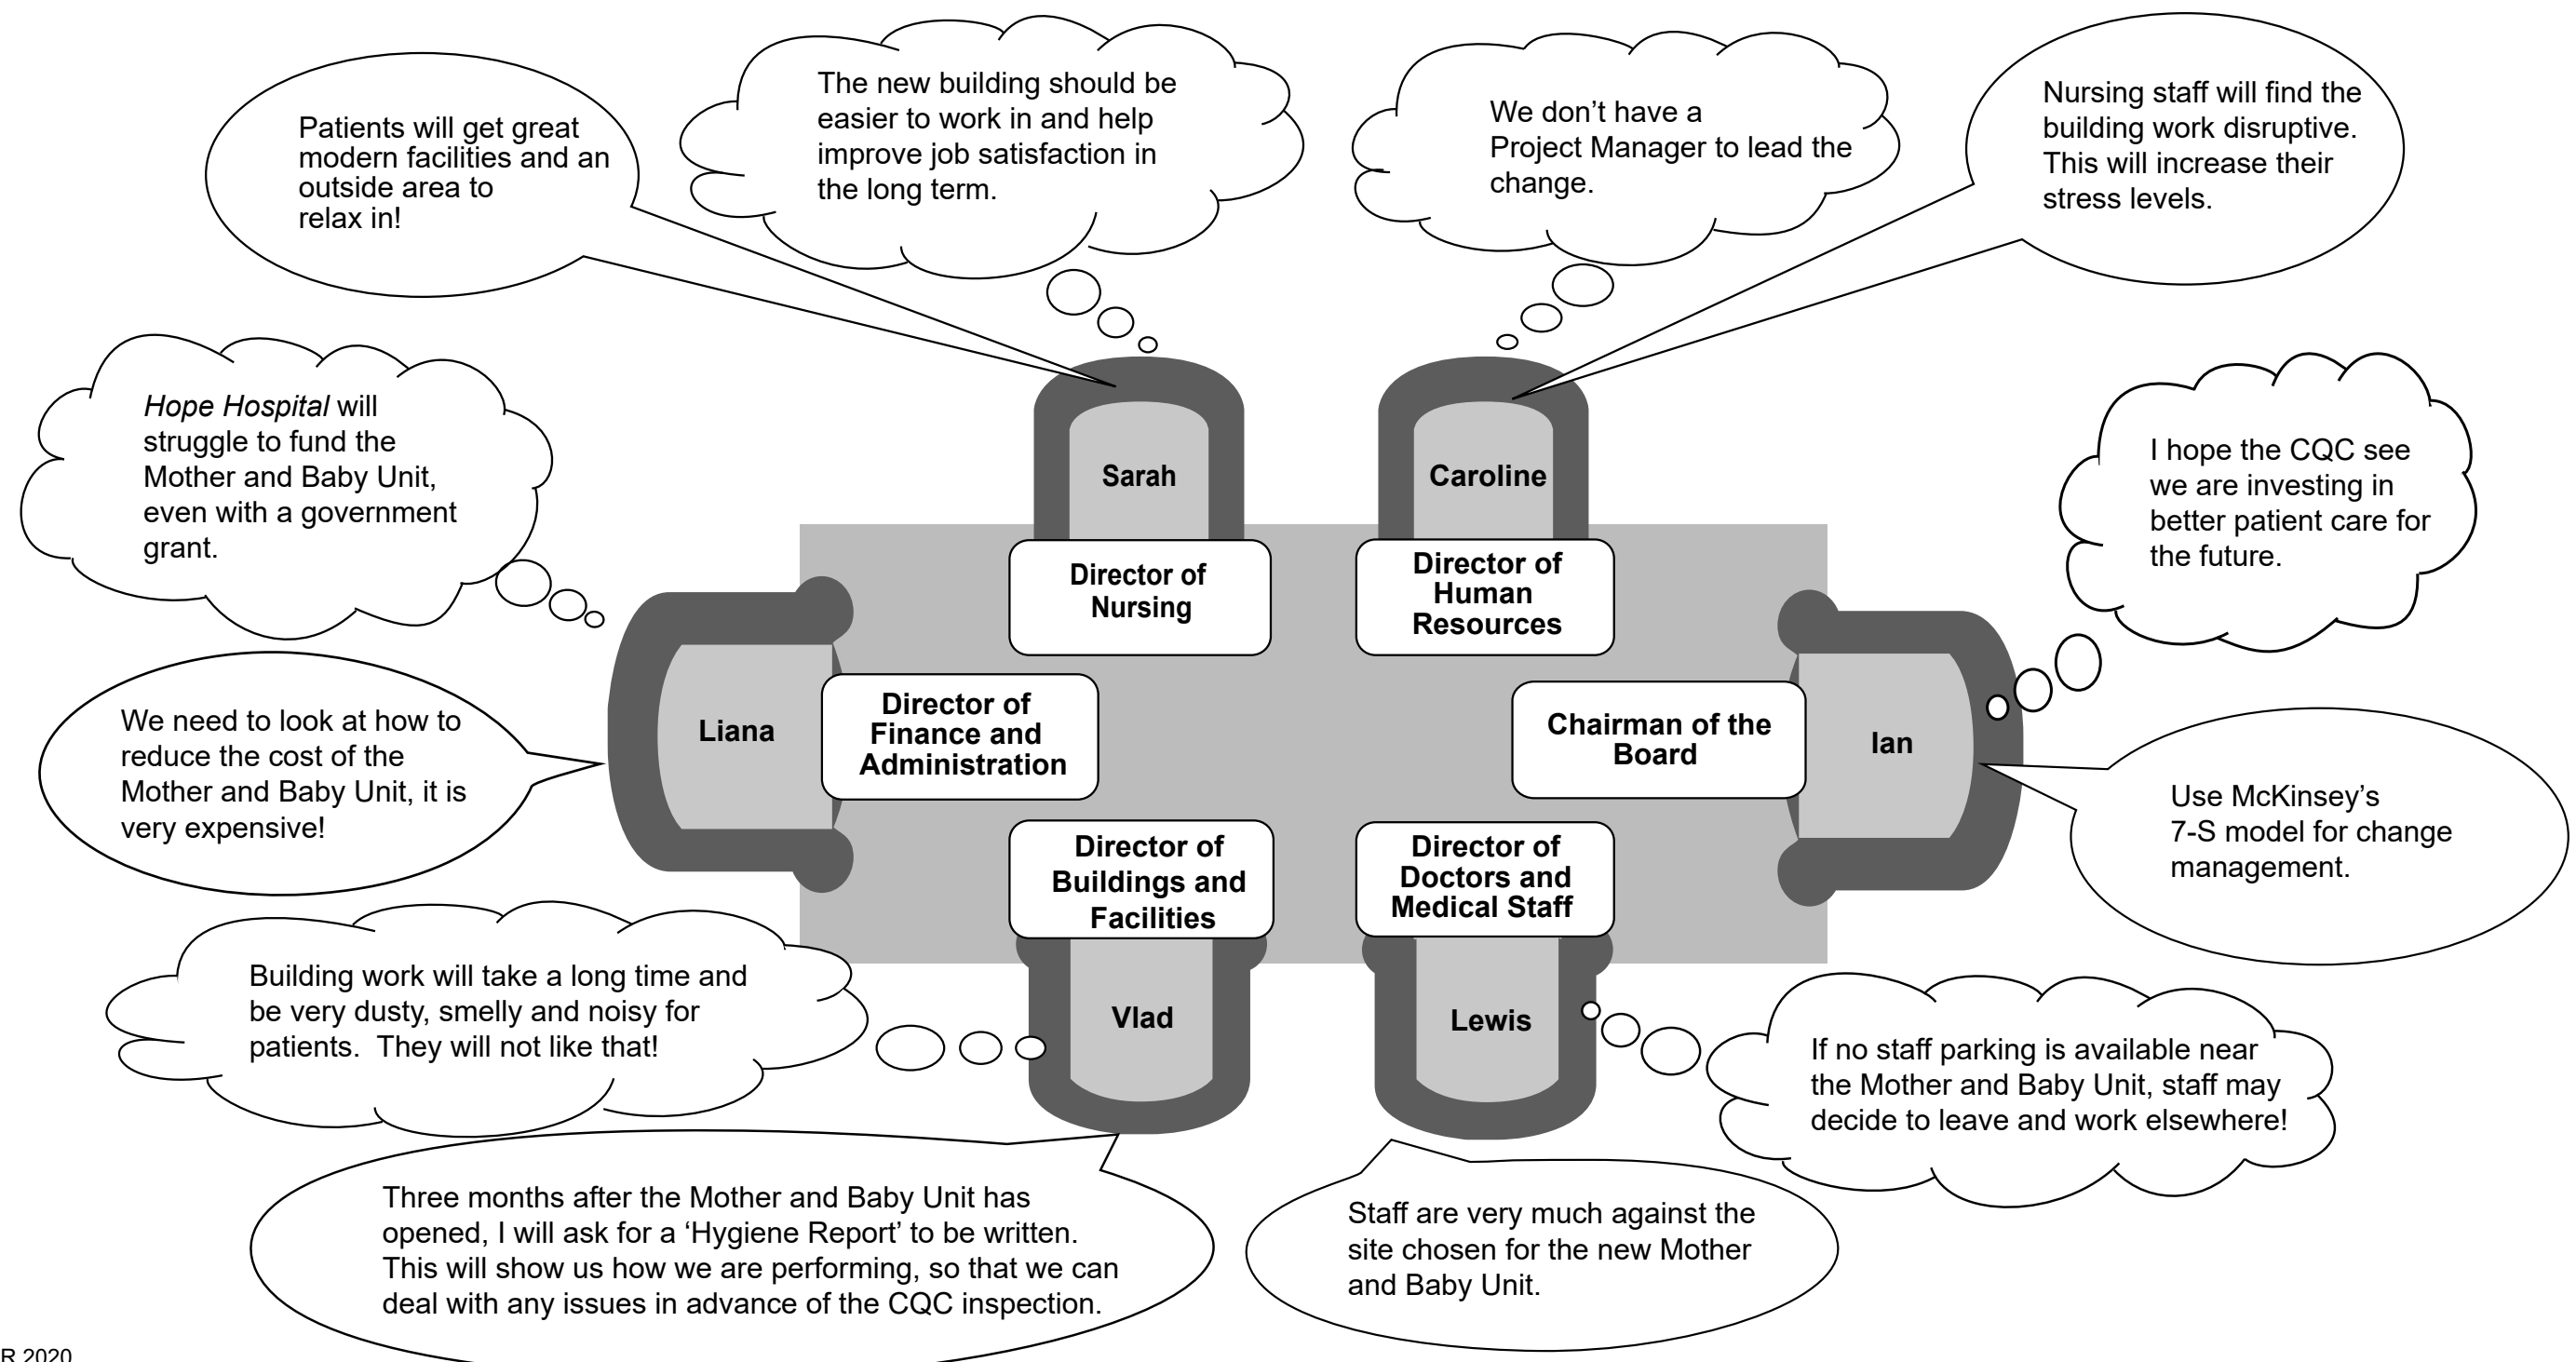 Patients will get great
modern facilities and an
outside area to
relax in!
The new building should be
easier to work in and help
improve job satisfaction in
the long term.
We don’t have a
Project Manager to lead the
change.
Nursing staff will find the
building work disruptive.
This will increase their
stress levels.
Hope Hospital will
struggle to fund the
Mother and Baby Unit,
even with a government
grant.
Sarah
Caroline
I hope the CQC see
we are investing in
better patient care for
the future.
Director of
Nursing
Director of
Human
Resources
We need to look at how to
reduce the cost of the
Mother and Baby Unit, it is
very expensive!
Liana
Director of
Finance and
Administration
Chairman of the
Board
Ian
Use McKinsey’s
7-S model for change
management.
Director of
Buildings and
Facilities
Director of
Doctors and
Medical Staff
Building work will take a long time and
be very dusty, smelly and noisy for
patients.  They will not like that!
Vlad
Lewis
If no staff parking is available near
the Mother and Baby Unit, staff may
decide to leave and work elsewhere!
Three months after the Mother and Baby Unit has
opened, I will ask for a ‘Hygiene Report’ to be written.
This will show us how we are performing, so that we can
deal with any issues in advance of the CQC inspection.
Staff are very much against the
site chosen for the new Mother
and Baby Unit.
R 2020